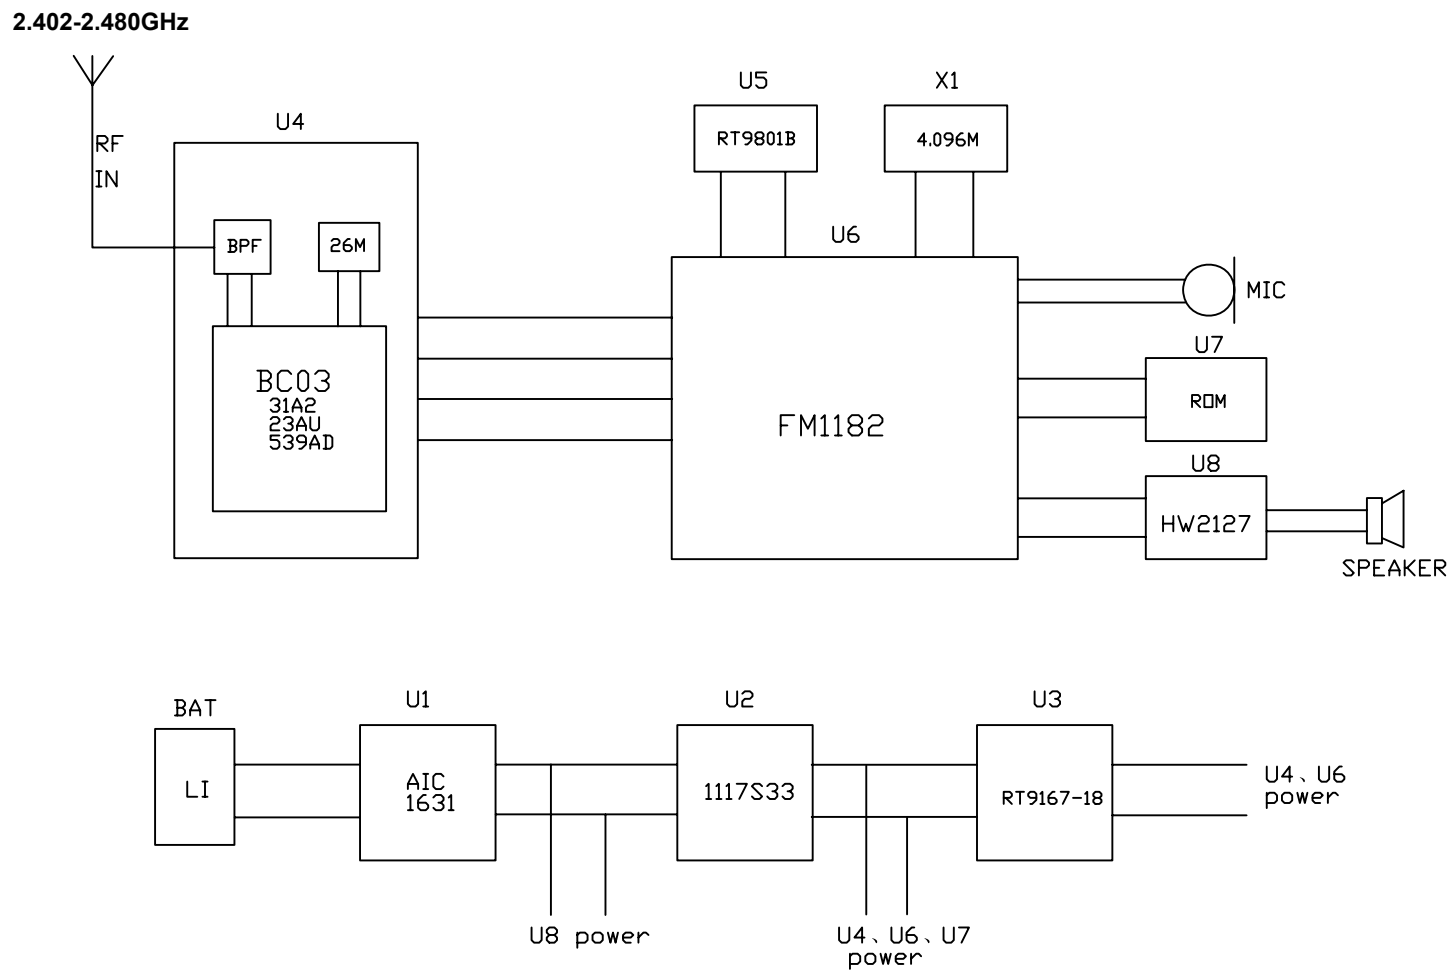 2.402-2.480GHz
RF
IN
U4
BPF
26M
BC03
31A2
23AU
539AD
U5
RT9801B
X1
4.096M
U6
FM1182
MIC
U7
ROM
U8
HW2127
SPEAKER
BAT
LI
U1
AIC
1631
U2
1117S33
U3
RT9167-18
U4、U6
power
U8 power
U4、U6、U7
power